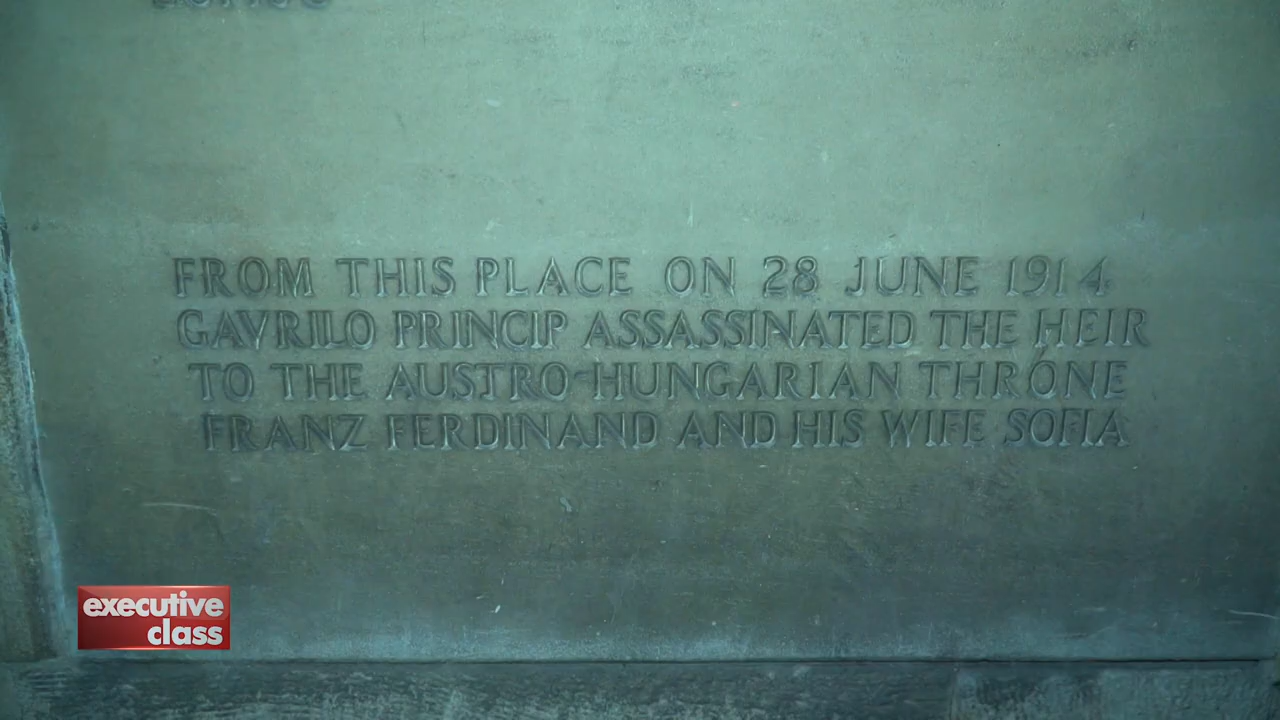 FROM THIS PLACE ON 28 JUNE 1914
GAVRILO PRINCIP ASSASSINATED THE HEIR
TO THE AUSTRO-HUNGARIAN THRONE
FRANZ FERDINAND AND HIS WIFE SOFIA
executive
class